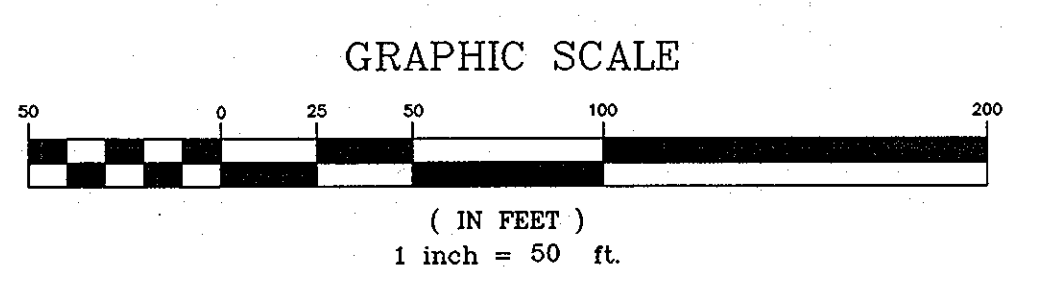 GRAPHIC SCALE
50 0 25 50 100 200
( IN FEET )
1 inch = 50 ft.